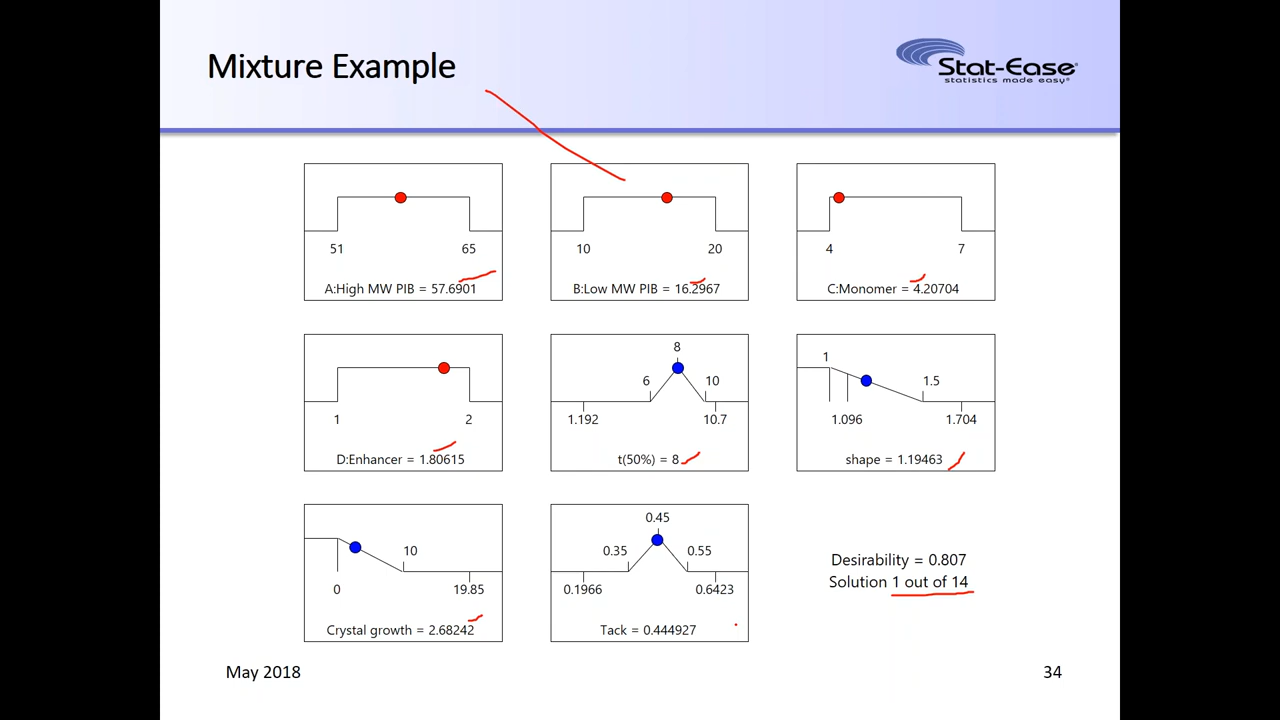 Mixture Example
Stat-Ease®
statistics made easy®
51 65
A:High MW PIB = 57.6901
10 20
B:Low MW PIB = 16.2967
4 7
C:Monomer = 4.20704
1 2
D:Enhancer = 1.80615
8
6 10
1.192 10.7
t(50%) = 8
1
1.5
1.096 1.704
shape = 1.19463
10
0 19.85
Crystal growth = 2.68242
0.45
0.35 0.55
0.1966 0.6423
Tack = 0.444927
Desirability = 0.807
Solution 1 out of 14
May 2018
34